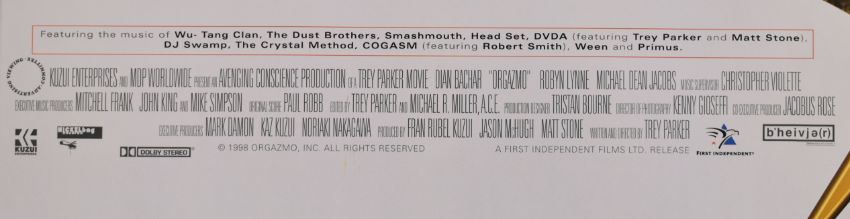 Featuring the music of Wu- Tang Clan, The Dust Brothers, Smashmouth, Head Set, DVDA (featuring Trey Parker and Matt Stone).
DJ Swamp, The Crystal Method, COGASM (featuring Robert Smith), Ween and Primus.
KUZUI ENTERPRISES AND MDP WORLDWIDE PRESENT AN AVENGING CONSCIENCE PRODUCTION OF A TREY PARKER MOVIE DIAN BACHAR "ORGAZMO" ROBYN LYNNE MICHAEL DEAN JACOBS MUSIC SUPERVISOR CHRISTOPHER VIOLETTE
EXECUTIVE MUSIC PRODUCERS MITCHELL FRANK JOHN KING AND MIKE SIMPSON ORIGINAL SCORE PAUL ROBB EDITED BY TREY PARKER AND MICHAEL R. MILLER, A.C.E. PRODUCTION DESIGNER TRISTAN BOURNE DIRECTOR OF PHOTOGRAPHY KENNY GIOSEFFI CO-EXECUTIVE PRODUCER JACOBUS ROSE
EXECUTIVE PRODUCERS MARK DAMON KAZ KUZUI NORIAKI NAKAGAWA PRODUCED BY FRAN RUBEL KUZUI JASON McHUGH MATT STONE WRITTEN AND DIRECTED BY TREY PARKER
KUZUI
ENTERPRISES
DOLBY STEREO
© 1998 ORGAZMO, INC. ALL RIGHTS RESERVED
A FIRST INDEPENDENT FILMS LTD. RELEASE
FIRST INDEPENDENT
b'heivjə(r)